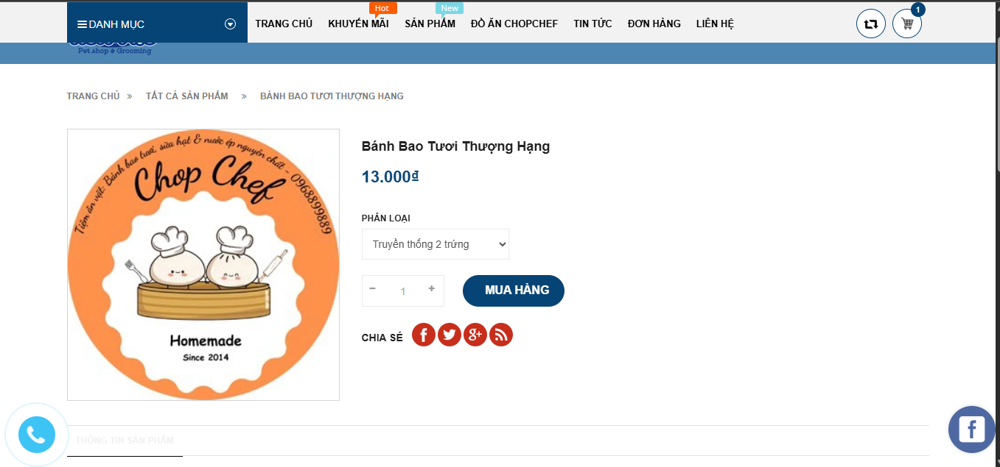 Hot
New
1
DANH MỤC
TRANG CHỦ
KHUYẾN MÃI
SẢN PHẨM
ĐỒ ĂN CHOPCHEF
TIN TỨC
ĐƠN HÀNG
LIÊN HỆ
Pet Shop & Grooming
TRANG CHỦ » TẤT CẢ SẢN PHẨM » BÁNH BAO TƯƠI THƯỢNG HẠNG
Tiệm ăn vặt: Bánh bao tươi, sữa hạt & nước ép nguyên chất - 0968899889
Chop Chef
Homemade
Since 2014
Bánh Bao Tươi Thượng Hạng
13.000₫
PHÂN LOẠI
Truyền thống 2 trứng
− 1 +
MUA HÀNG
CHIA SẺ
THÔNG TIN SẢN PHẨM